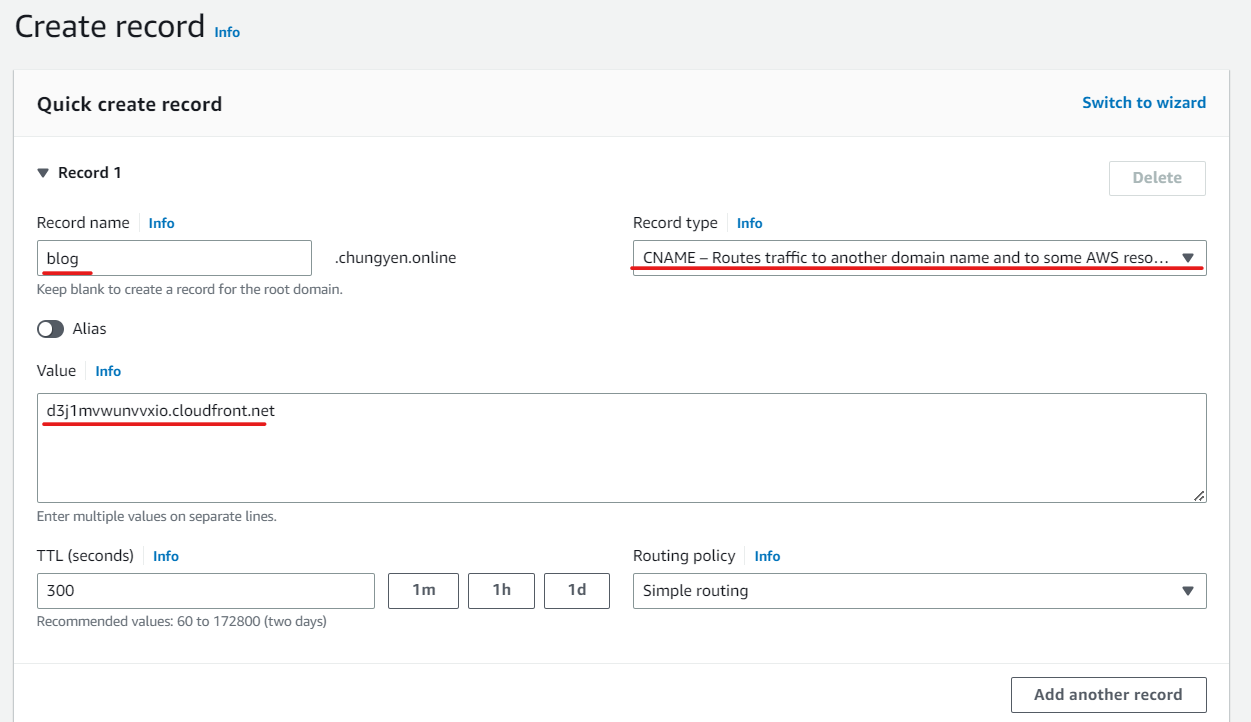 Create record Info
Quick create record Switch to wizard
Record 1 Delete
Record name Info Record type Info
blog .chungyen.online CNAME – Routes traffic to another domain name and to some AWS reso...
Keep blank to create a record for the root domain.
Alias
Value Info
d3j1mvwunvvxio.cloudfront.net
Enter multiple values on separate lines.
TTL (seconds) Info Routing policy Info
300 1m 1h 1d Simple routing
Recommended values: 60 to 172800 (two days)
Add another record